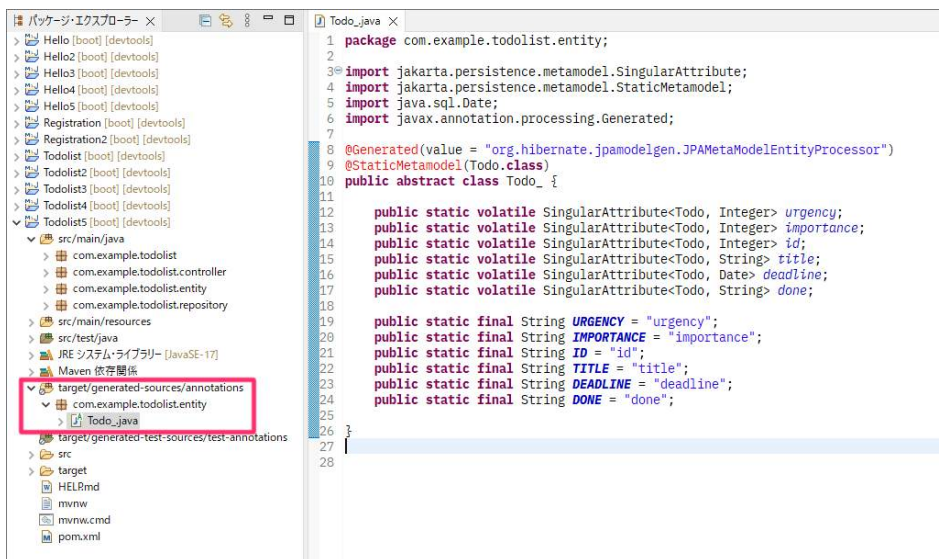 パッケージ・エクスプローラー
Hello [boot] [devtools]
Hello2 [boot] [devtools]
Hello3 [boot] [devtools]
Hello4 [boot] [devtools]
Hello5 [boot] [devtools]
Registration [boot] [devtools]
Registration2 [boot] [devtools]
Todolist [boot] [devtools]
Todolist2 [boot] [devtools]
Todolist3 [boot] [devtools]
Todolist4 [boot] [devtools]
Todolist5 [boot] [devtools]
src/main/java
com.example.todolist
com.example.todolist.controller
com.example.todolist.entity
com.example.todolist.repository
src/main/resources
src/test/java
JRE システム・ライブラリー [JavaSE-17]
Maven 依存関係
target/generated-sources/annotations
com.example.todolist.entity
Todo_.java
target/generated-test-sources/test-annotations
src
target
HELP.md
mvnw
mvnw.cmd
pom.xml
Todo_.java
1 package com.example.todolist.entity;
2
3 import jakarta.persistence.metamodel.SingularAttribute;
4 import jakarta.persistence.metamodel.StaticMetamodel;
5 import java.sql.Date;
6 import javax.annotation.processing.Generated;
7
8 @Generated(value = "org.hibernate.jpamodelgen.JPAMetaModelEntityProcessor")
9 @StaticMetamodel(Todo.class)
10 public abstract class Todo_ {
11
12 public static volatile SingularAttribute<Todo, Integer> urgency;
13 public static volatile SingularAttribute<Todo, Integer> importance;
14 public static volatile SingularAttribute<Todo, Integer> id;
15 public static volatile SingularAttribute<Todo, String> title;
16 public static volatile SingularAttribute<Todo, Date> deadline;
17 public static volatile SingularAttribute<Todo, String> done;
18
19 public static final String URGENCY = "urgency";
20 public static final String IMPORTANCE = "importance";
21 public static final String ID = "id";
22 public static final String TITLE = "title";
23 public static final String DEADLINE = "deadline";
24 public static final String DONE = "done";
25
26 }
27
28